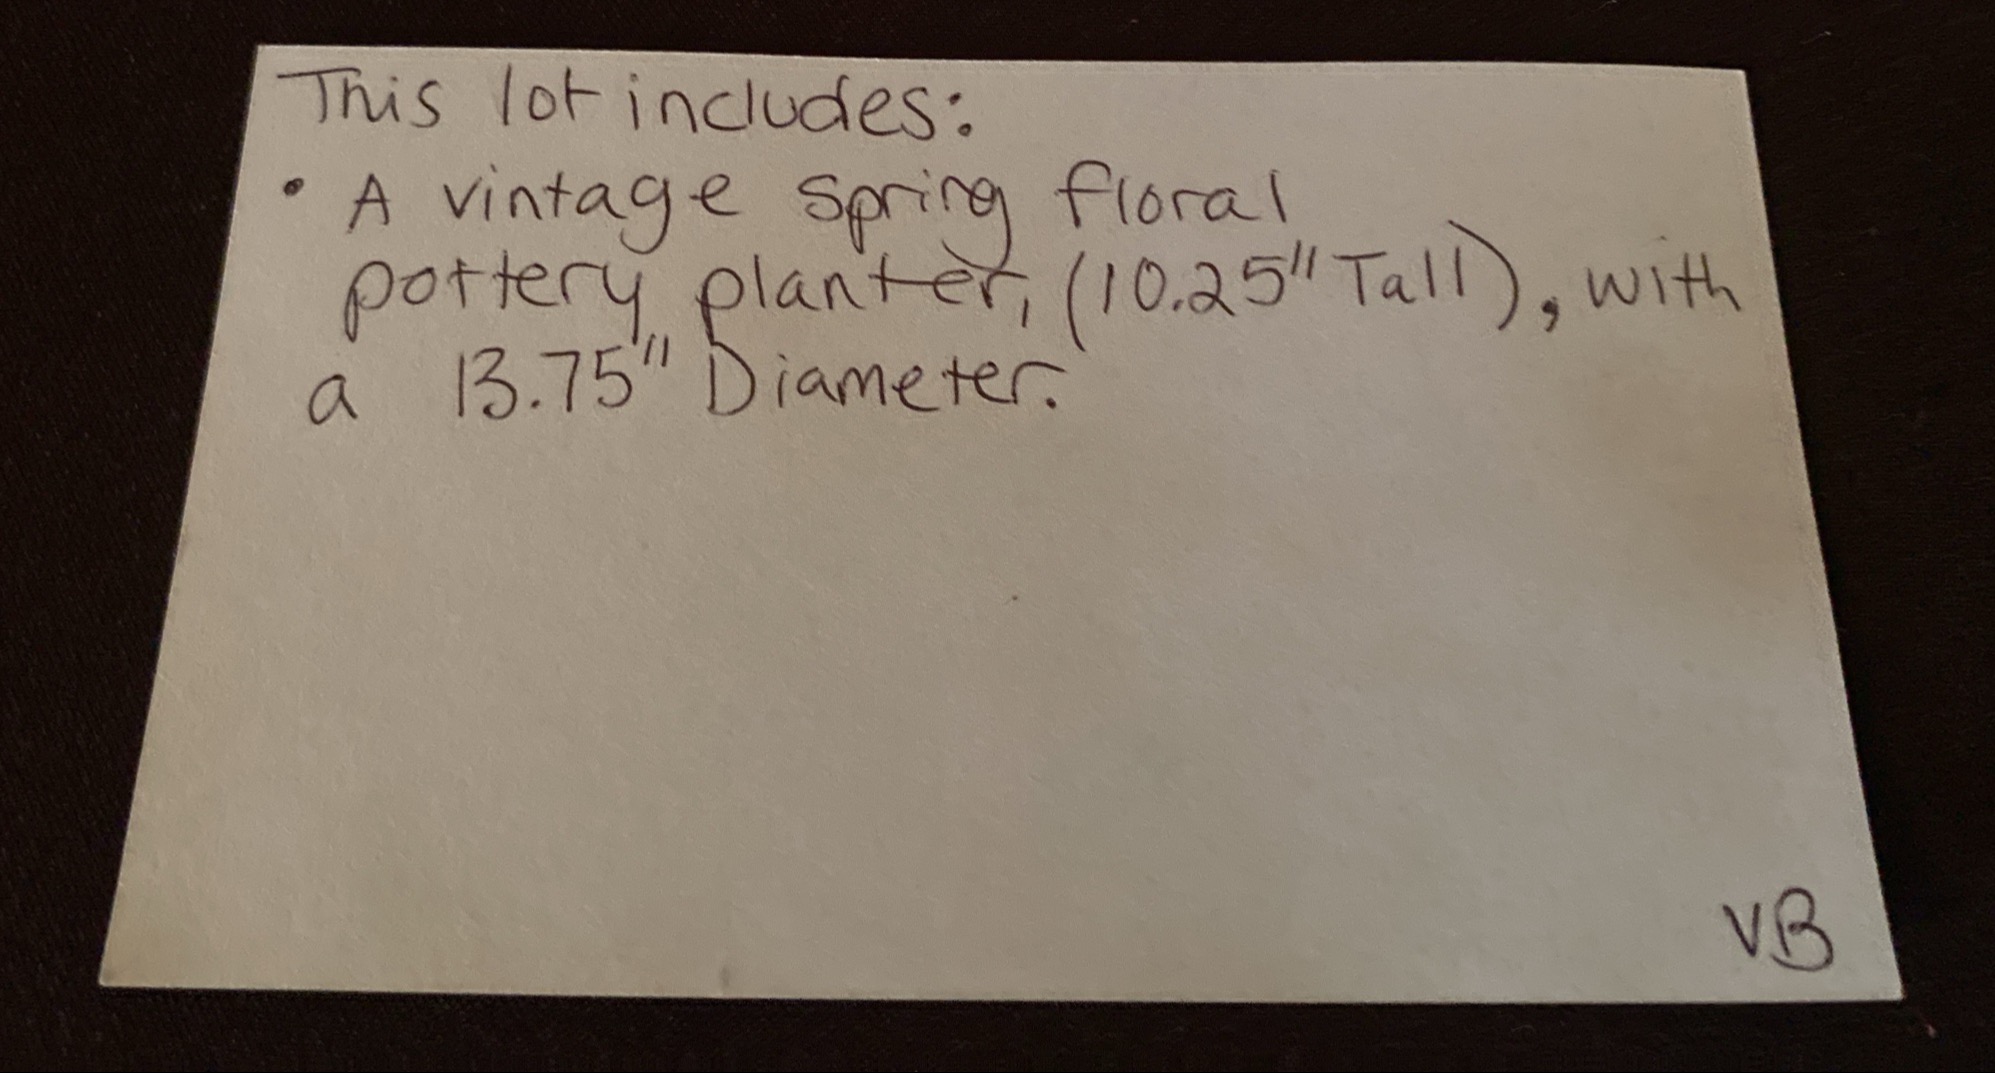 This lot includes:
• A vintage spring floral
pottery planter, (10.25" Tall), with
a 13.75" Diameter.
VB